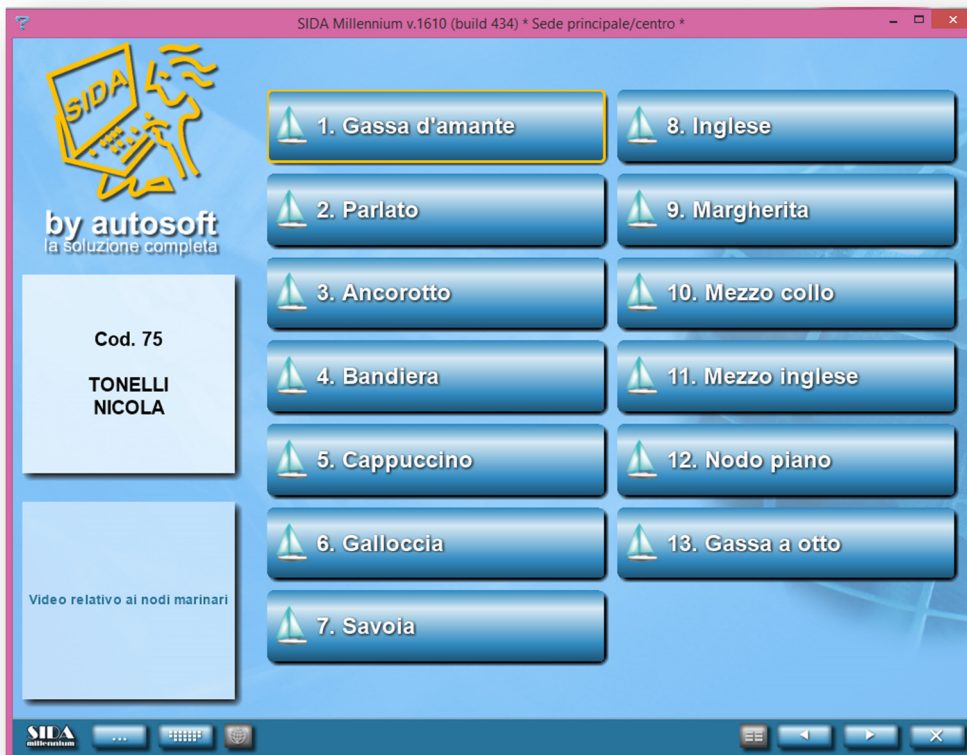 SIDA Millennium v.1610 (build 434) * Sede principale/centro *
SIDA
by autosoft
la soluzione completa
Cod. 75
TONELLI
NICOLA
Video relativo ai nodi marinari
1. Gassa d'amante
2. Parlato
3. Ancorotto
4. Bandiera
5. Cappuccino
6. Galloccia
7. Savoia
8. Inglese
9. Margherita
10. Mezzo collo
11. Mezzo inglese
12. Nodo piano
13. Gassa a otto
SIDA
millennium
...